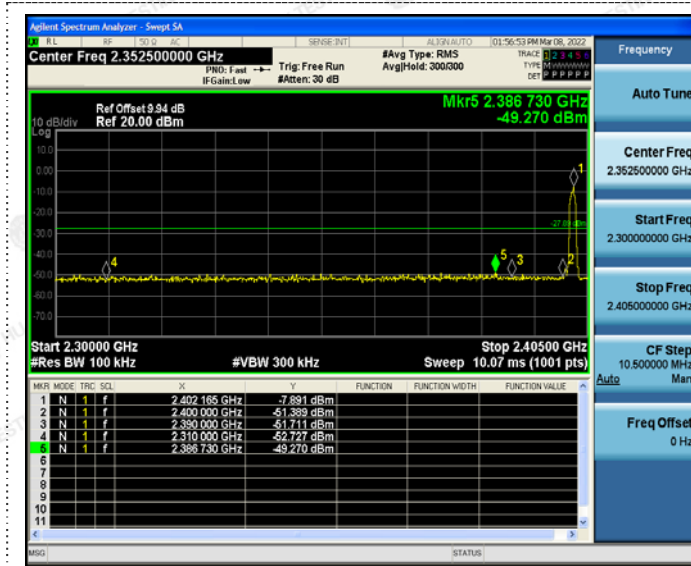 Agilent Spectrum Analyzer - Swept SA
RL RF 50 Ω AC SENSE:INT ALIGN AUTO 01:56:53 PM Mar 08, 2022
Center Freq 2.352500000 GHz
PNO: Fast
IFGain:Low
Trig: Free Run
#Atten: 30 dB
#Avg Type: RMS
Avg|Hold: 300/300
TRACE 1 2 3 4 5 6
TYPE M W W W W W
DET P P P P P P
Mkr5 2.386 730 GHz
-49.270 dBm
Ref Offset 9.94 dB
10 dB/div Ref 20.00 dBm
Log
10.0
0.00
-10.0
-20.0
-30.0
-40.0
-50.0
-60.0
-70.0
1
4
5
3
2
Start 2.30000 GHz Stop 2.40500 GHz
#Res BW 100 kHz #VBW 300 kHz Sweep 10.07 ms (1001 pts)
MKR MODE TRC SCL X Y FUNCTION FUNCTION WIDTH FUNCTION VALUE
1 N 1 f 2.402 165 GHz -7.891 dBm
2 N 1 f 2.400 000 GHz -51.389 dBm
3 N 1 f 2.390 000 GHz -51.711 dBm
4 N 1 f 2.310 000 GHz -52.727 dBm
5 N 1 f 2.386 730 GHz -49.270 dBm
6
7
8
9
10
11
MSG STATUS
Frequency
Auto Tune
Center Freq
2.352500000 GHz
Start Freq
2.300000000 GHz
Stop Freq
2.405000000 GHz
CF Step
10.500000 MHz
Auto Man
Freq Offset
0 Hz